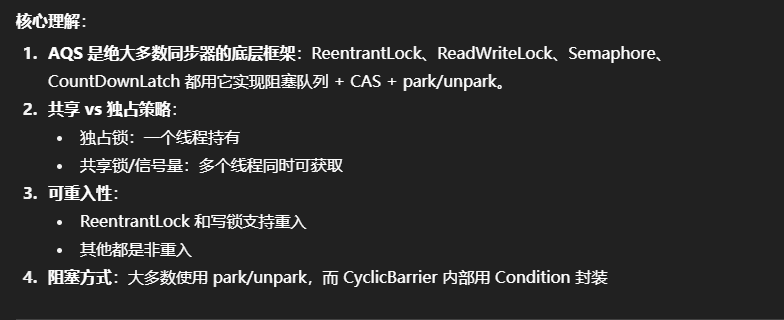 核心理解：
1. AQS 是绝大多数同步器的底层框架：ReentrantLock、ReadWriteLock、Semaphore、
CountDownLatch 都用它实现阻塞队列 + CAS + park/unpark。
2. 共享 vs 独占策略：
• 独占锁：一个线程持有
• 共享锁/信号量：多个线程同时可获取
3. 可重入性：
• ReentrantLock 和写锁支持重入
• 其他都是非重入
4. 阻塞方式：大多数使用 park/unpark，而 CyclicBarrier 内部用 Condition 封装